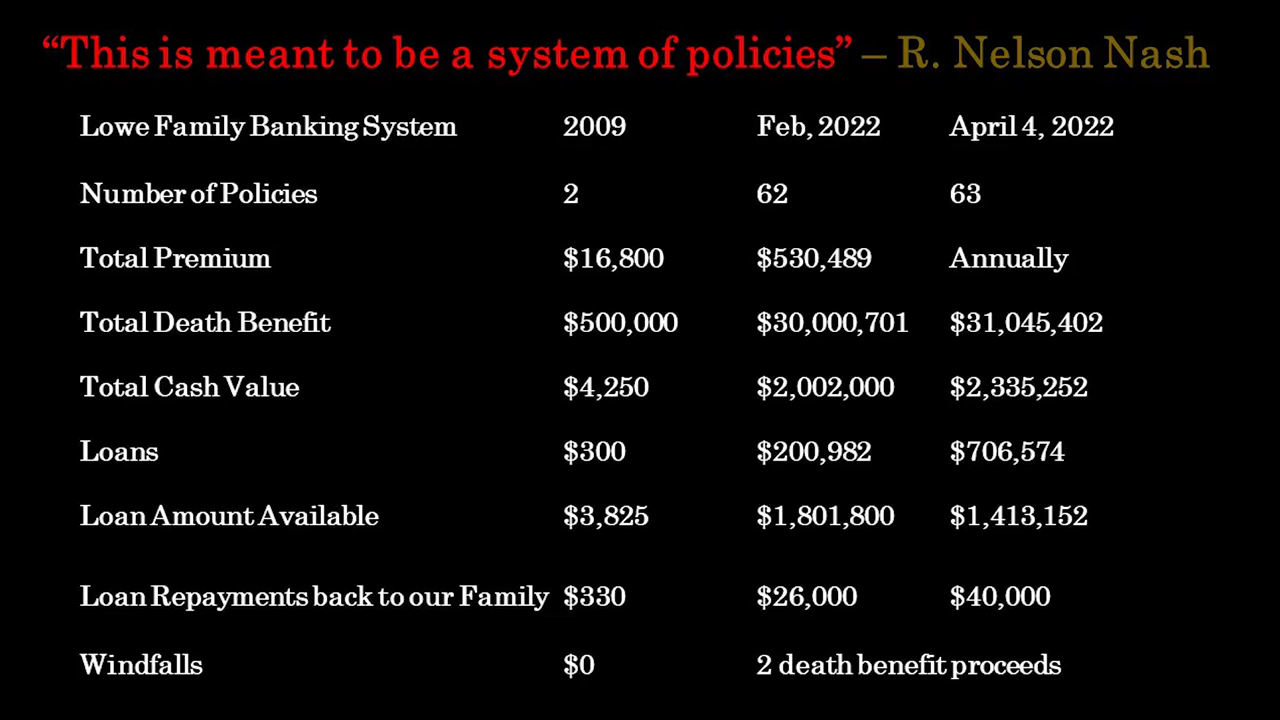 “This is meant to be a system of policies” – R. Nelson Nash
Lowe Family Banking System 2009 Feb, 2022 April 4, 2022
Number of Policies 2 62 63
Total Premium $16,800 $530,489 Annually
Total Death Benefit $500,000 $30,000,701 $31,045,402
Total Cash Value $4,250 $2,002,000 $2,335,252
Loans $300 $200,982 $706,574
Loan Amount Available $3,825 $1,801,800 $1,413,152
Loan Repayments back to our Family $330 $26,000 $40,000
Windfalls $0 2 death benefit proceeds